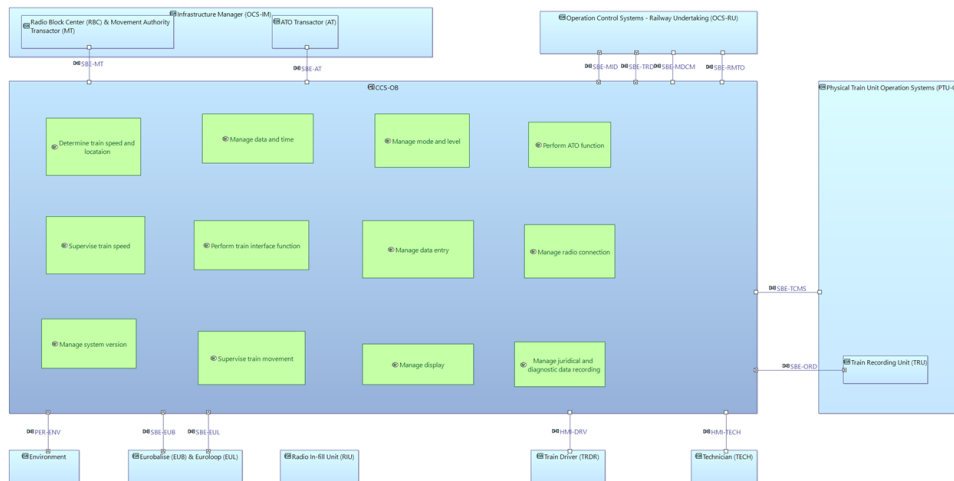 Infrastructure Manager (OCS-IM)
Radio Block Center (RBC) & Movement Authority
Transactor (MT)
ATO Transactor (AT)
Operation Control Systems - Railway Undertaking (OCS-RU)
SBE-MT
SBE-AT
SBE-MID
SBE-TRD
SBE-MDCM
SBE-RMTO
CCS-OB
Physical Train Unit Operation Systems (PTU-
Determine train speed and
locataion
Manage data and time
Manage mode and level
Perform ATO function
Supervise train speed
Perform train interface function
Manage data entry
Manage radio connection
SBE-TCMS
Manage system version
Supervise train movement
Manage display
Manage juridical and
diagnostic data recording
Train Recording Unit (TRU)
SBE-ORD
PER-ENV
SBE-EUB
SBE-EUL
HMI-DRV
HMI-TECH
Environment
Eurobalise (EUB) & Euroloop (EUL)
Radio In-fill Unit (RIU)
Train Driver (TRDR)
Technician (TECH)